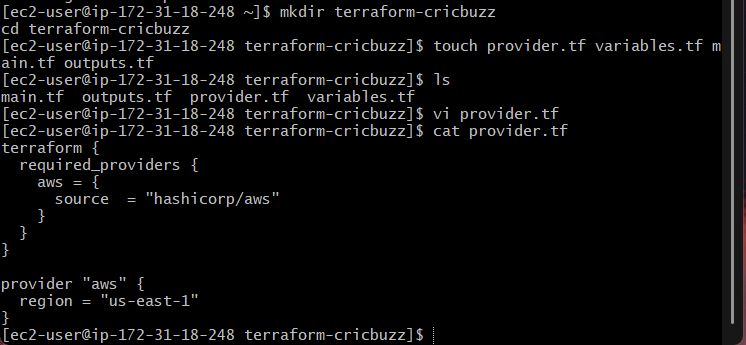 [ec2-user@ip-172-31-18-248 ~]$ mkdir terraform-cricbuzz
cd terraform-cricbuzz
[ec2-user@ip-172-31-18-248 terraform-cricbuzz]$ touch provider.tf variables.tf m
ain.tf outputs.tf
[ec2-user@ip-172-31-18-248 terraform-cricbuzz]$ ls
main.tf  outputs.tf  provider.tf  variables.tf
[ec2-user@ip-172-31-18-248 terraform-cricbuzz]$ vi provider.tf
[ec2-user@ip-172-31-18-248 terraform-cricbuzz]$ cat provider.tf
terraform {
  required_providers {
    aws = {
      source  = "hashicorp/aws"
    }
  }
}

provider "aws" {
  region = "us-east-1"
}
[ec2-user@ip-172-31-18-248 terraform-cricbuzz]$